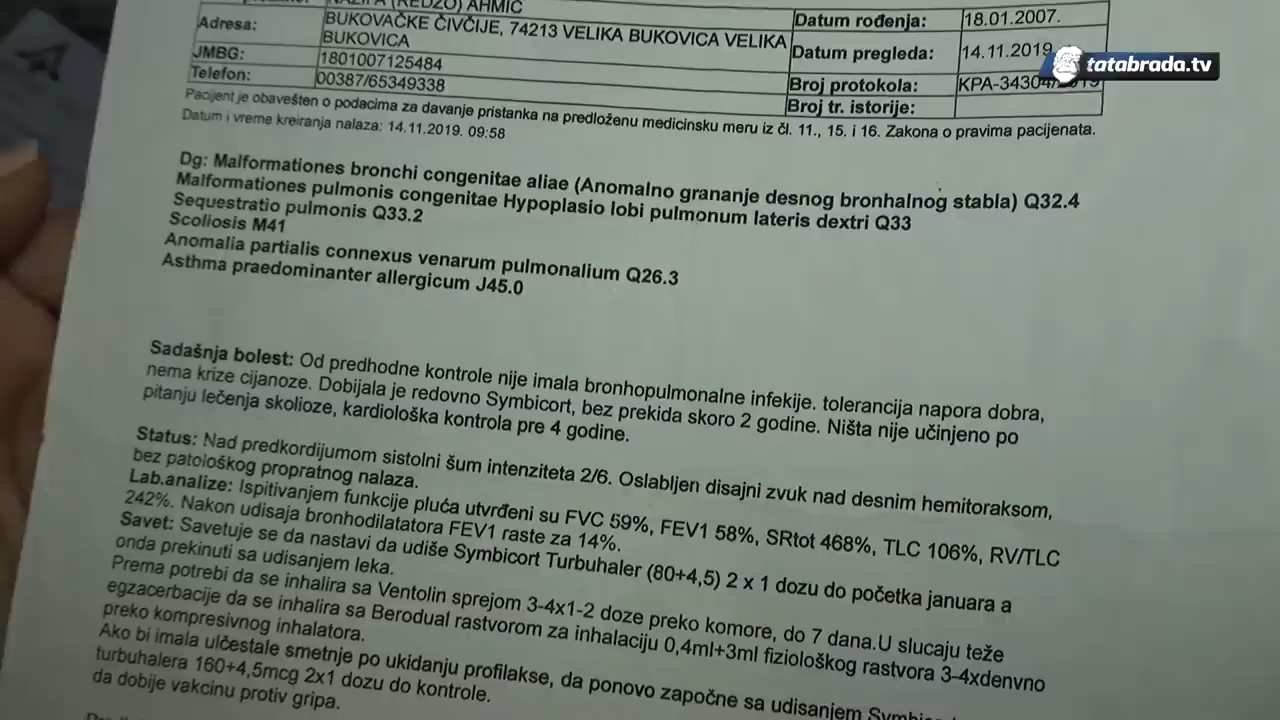 (REDŽO) AHMIĆ
Adresa: BUKOVAČKE ČIVČIJE, 74213 VELIKA BUKOVICA VELIKA
BUKOVICA
JMBG: 1801007125484
Telefon: 00387/65349338
Datum rođenja: 18.01.2007.
Datum pregleda: 14.11.2019
Broj protokola: KPA-34304/2019
Broj tr. istorije:
tatabrada.tv
Pacijent je obavešten o podacima za davanje pristanka na predloženu medicinsku meru iz čl. 11., 15. i 16. Zakona o pravima pacijenata.
Datum i vreme kreiranja nalaza: 14.11.2019. 09:58
Dg: Malformationes bronchi congenitae aliae (Anomalno grananje desnog bronhalnog stabla) Q32.4
Malformationes pulmonis congenitae Hypoplasio lobi pulmonum lateris dextri Q33
Sequestratio pulmonis Q33.2
Scoliosis M41
Anomalia partialis connexus venarum pulmonalium Q26.3
Asthma praedominanter allergicum J45.0
Sadašnja bolest: Od predhodne kontrole nije imala bronhopulmonalne infekije. tolerancija napora dobra,
nema krize cijanoze. Dobijala je redovno Symbicort, bez prekida skoro 2 godine. Ništa nije učinjeno po
pitanju lečenja skolioze, kardiološka kontrola pre 4 godine.
Status: Nad predkordijumom sistolni šum intenziteta 2/6. Oslabljen disajni zvuk nad desnim hemitoraksom,
bez patološkog propratnog nalaza.
Lab.analize: Ispitivanjem funkcije pluća utvrđeni su FVC 59%, FEV1 58%, SRtot 468%, TLC 106%, RV/TLC
242%. Nakon udisaja bronhodilatatora FEV1 raste za 14%.
Savet: Savetuje se da nastavi da udiše Symbicort Turbuhaler (80+4,5) 2 x 1 dozu do početka januara a
onda prekinuti sa udisanjem leka.
Prema potrebi da se inhalira sa Ventolin sprejom 3-4x1-2 doze preko komore, do 7 dana.U slucaju teže
egzacerbacije da se inhalira sa Berodual rastvorom za inhalaciju 0,4ml+3ml fiziološkog rastvora 3-4xdenvno
preko kompresivnog inhalatora.
Ako bi imala ulčestale smetnje po ukidanju profilakse, da ponovo započne sa udisanjem
turbuhalera 160+4,5mcg 2x1 dozu do kontrole.
da dobije vakcinu protiv gripa.